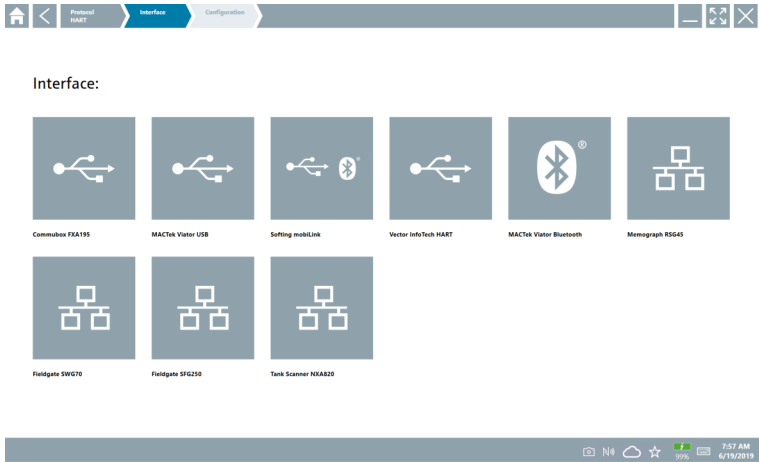 Protocol
HART
Interface
Configuration
Interface:
Commubox FXA195
MACTek Viator USB
Softing mobiLink
Vector InfoTech HART
MACTek Viator Bluetooth
Memograph RSG45
Fieldgate SWG70
Fieldgate SFG250
Tank Scanner NXA820
99%
7:57 AM
6/19/2019